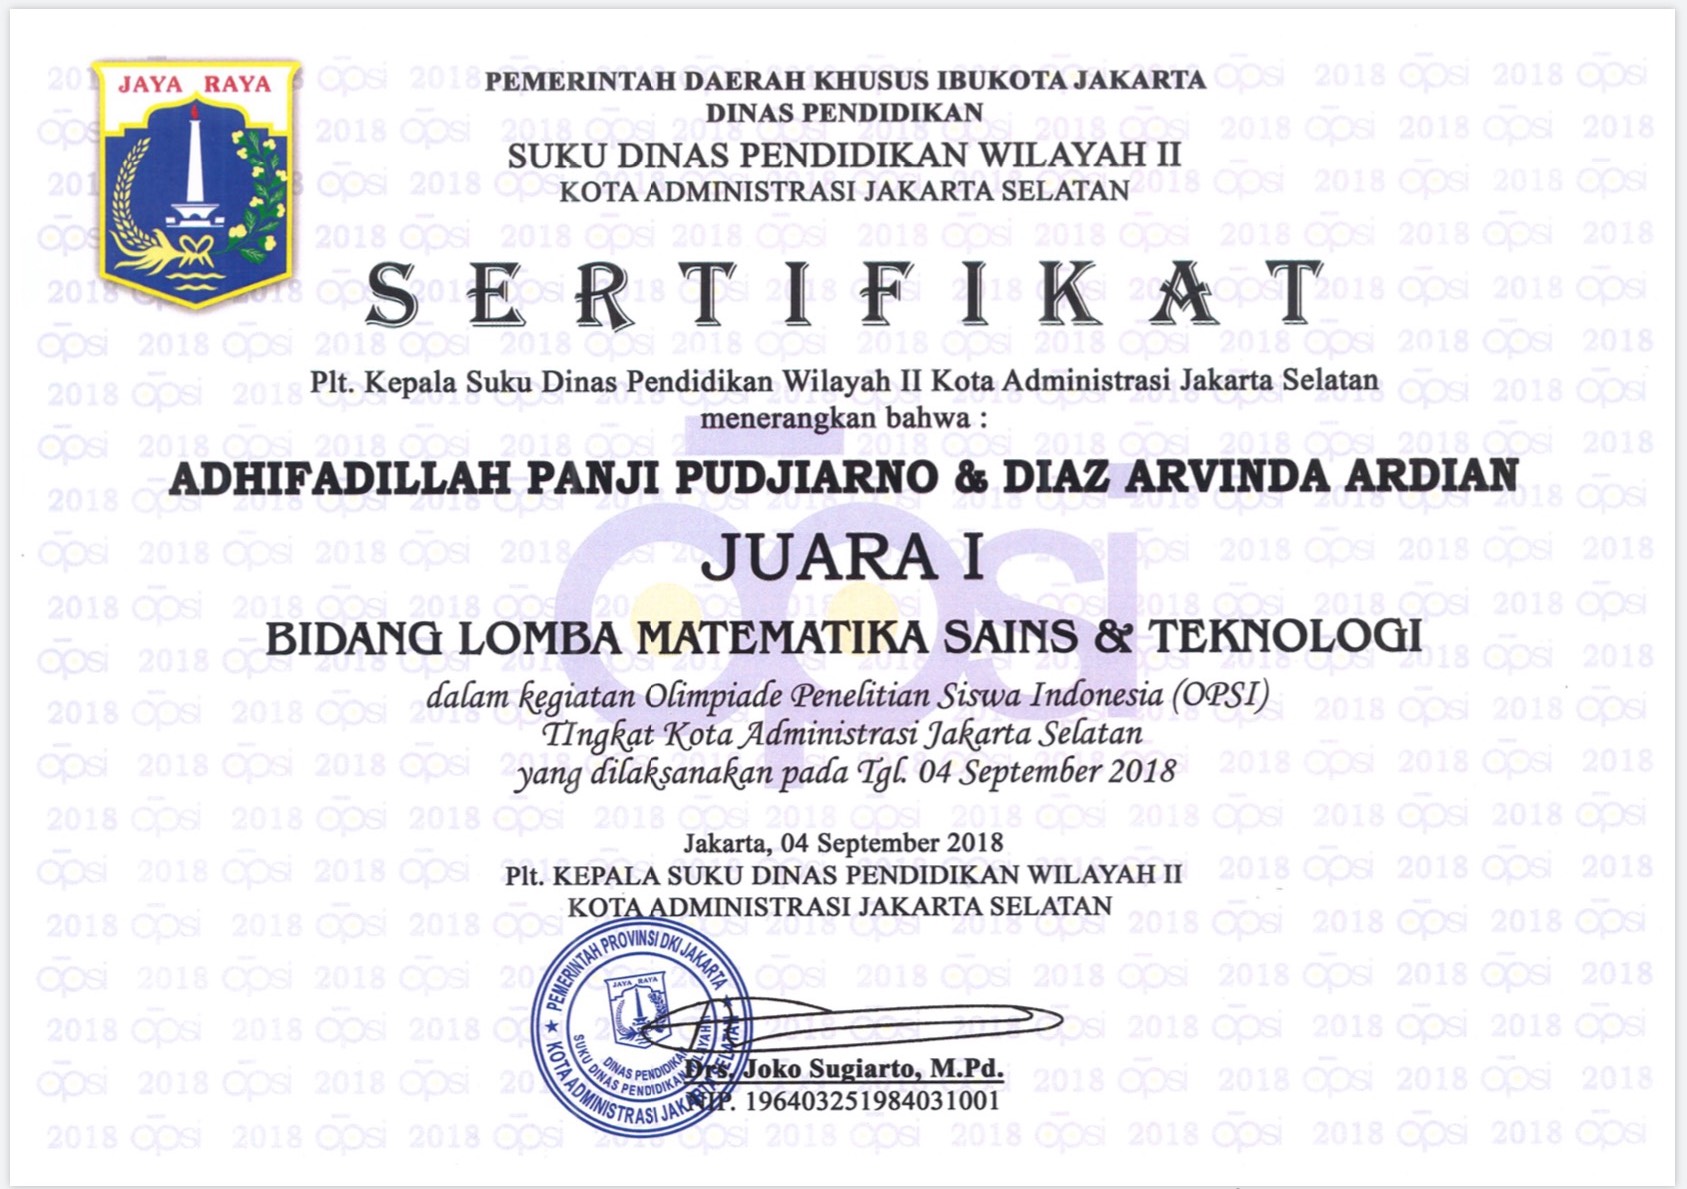 JAYA RAYA
PEMERINTAH DAERAH KHUSUS IBUKOTA JAKARTA
DINAS PENDIDIKAN
SUKU DINAS PENDIDIKAN WILAYAH II
KOTA ADMINISTRASI JAKARTA SELATAN
SERTIFIKAT
Plt. Kepala Suku Dinas Pendidikan Wilayah II Kota Administrasi Jakarta Selatan
menerangkan bahwa :
ADHIFADILLAH PANJI PUDJIARNO & DIAZ ARVINDA ARDIAN
JUARA I
BIDANG LOMBA MATEMATIKA SAINS & TEKNOLOGI
dalam kegiatan Olimpiade Penelitian Siswa Indonesia (OPSI)
TIngkat Kota Administrasi Jakarta Selatan
yang dilaksanakan pada Tgl. 04 September 2018
Jakarta, 04 September 2018
Plt. KEPALA SUKU DINAS PENDIDIKAN WILAYAH II
KOTA ADMINISTRASI JAKARTA SELATAN
PEMERINTAH PROVINSI DKI JAKARTA
JAYA RAYA
DINAS PENDIDIKAN
SUKU DINAS PENDIDIKAN WILAYAH II
KOTA ADMINISTRASI JAKARTA SELATAN
Drs. Joko Sugiarto, M.Pd.
NIP. 196403251984031001
opsi 2018